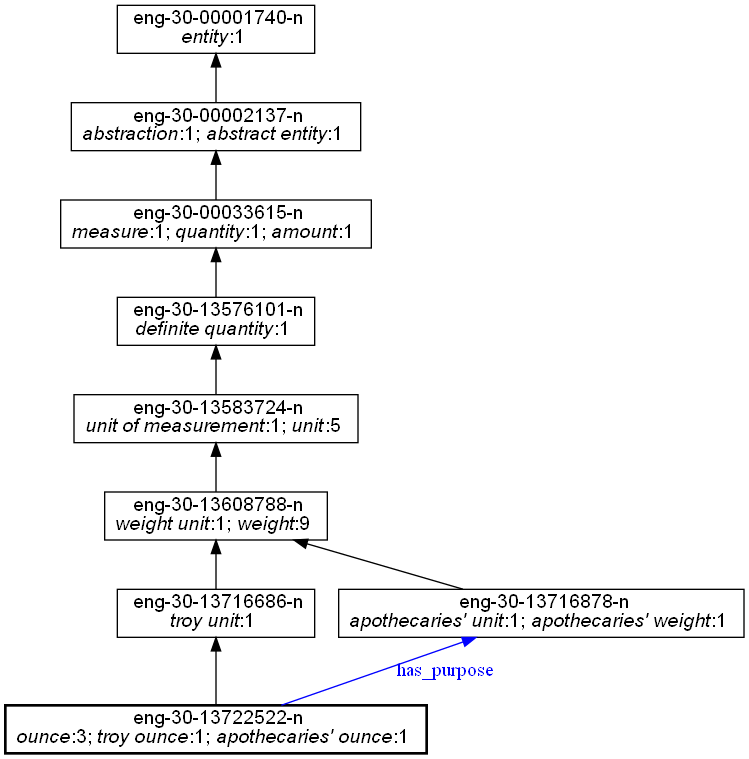 eng-30-00001740-n
entity:1
eng-30-00002137-n
abstraction:1; abstract entity:1
eng-30-00033615-n
measure:1; quantity:1; amount:1
eng-30-13576101-n
definite quantity:1
eng-30-13583724-n
unit of measurement:1; unit:5
eng-30-13608788-n
weight unit:1; weight:9
eng-30-13716686-n
troy unit:1
eng-30-13716878-n
apothecaries' unit:1; apothecaries' weight:1
has_purpose
eng-30-13722522-n
ounce:3; troy ounce:1; apothecaries' ounce:1